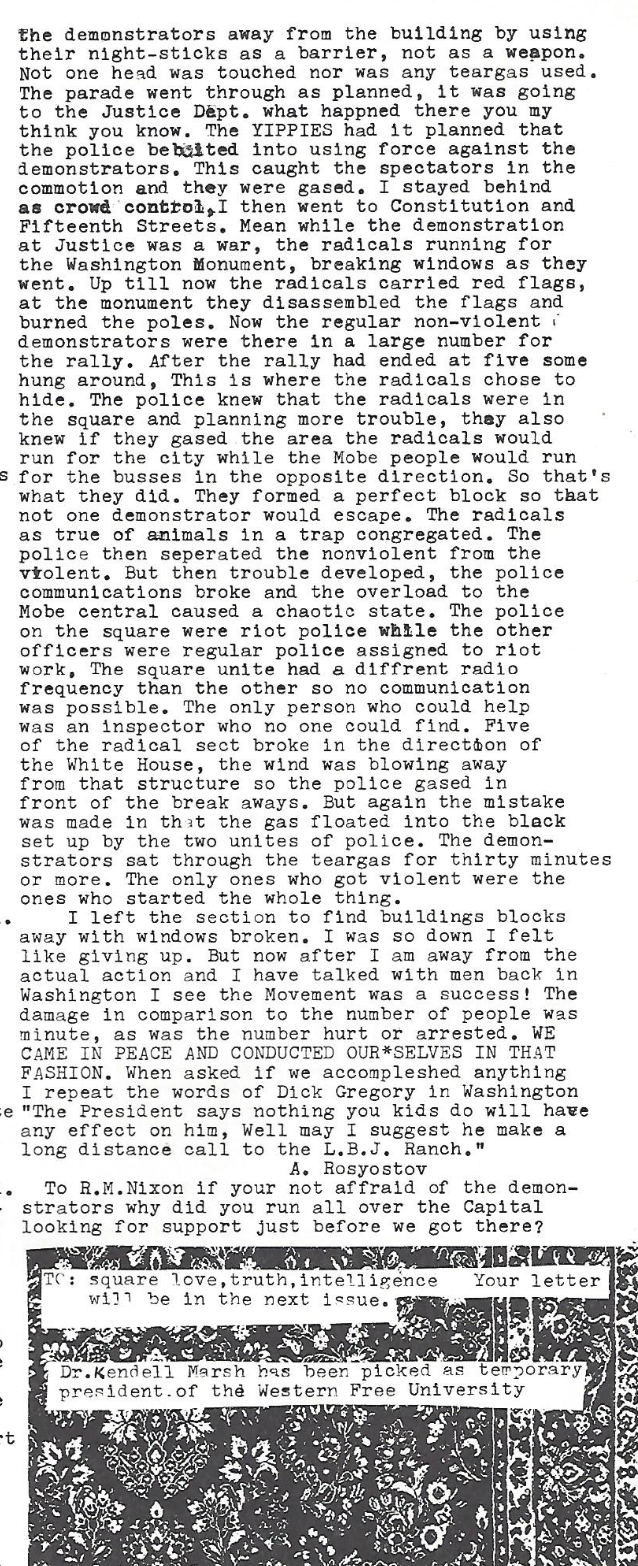 the demonstrators away from the building by using
their night-sticks as a barrier, not as a weapon.
Not one head was touched nor was any teargas used.
The parade went through as planned, it was going
to the Justice Dept. what happned there you my
think you know. The YIPPIES had it planned that
the police bebaited into using force against the
demonstrators. This caught the spectators in the
commotion and they were gased. I stayed behind
as crowd control,I then went to Constitution and
Fifteenth Streets. Mean while the demonstration
at Justice was a war, the radicals running for
the Washington Monument, breaking windows as they
went. Up till now the radicals carried red flags,
at the monument they disassembled the flags and
burned the poles. Now the regular non-violent
demonstrators were there in a large number for
the rally. After the rally had ended at five some
hung around, This is where the radicals chose to
hide. The police knew that the radicals were in
the square and planning more trouble, they also
knew if they gased the area the radicals would
run for the city while the Mobe people would run
s for the busses in the opposite direction. So that's
what they did. They formed a perfect block so that
not one demonstrator would escape. The radicals
as true of animals in a trap congregated. The
police then seperated the nonviolent from the
violent. But then trouble developed, the police
communications broke and the overload to the
Mobe central caused a chaotic state. The police
on the square were riot police while the other
officers were regular police assigned to riot
work, The square unite had a diffrent radio
frequency than the other so no communication
was possible. The only person who could help
was an inspector who no one could find. Five
of the radical sect broke in the direction of
the White House, the wind was blowing away
from that structure so the police gased in
front of the break aways. But again the mistake
was made in that the gas floated into the black
set up by the two unites of police. The demon-
strators sat through the teargas for thirty minutes
or more. The only ones who got violent were the
ones who started the whole thing.
I left the section to find buildings blocks
away with windows broken. I was so down I felt
like giving up. But now after I am away from the
actual action and I have talked with men back in
Washington I see the Movement was a success! The
damage in comparison to the number of people was
minute, as was the number hurt or arrested. WE
CAME IN PEACE AND CONDUCTED OUR*SELVES IN THAT
FASHION. When asked if we accompleshed anything
I repeat the words of Dick Gregory in Washington
"The President says nothing you kids do will have
any effect on him, Well may I suggest he make a
long distance call to the L.B.J. Ranch."
A. Rosyostov
To R.M.Nixon if your not affraid of the demon-
strators why did you run all over the Capital
looking for support just before we got there?
TO: square love,truth,intelligence Your letter
will be in the next issue.
Dr.Kendell Marsh has been picked as temporary
president.of the Western Free University